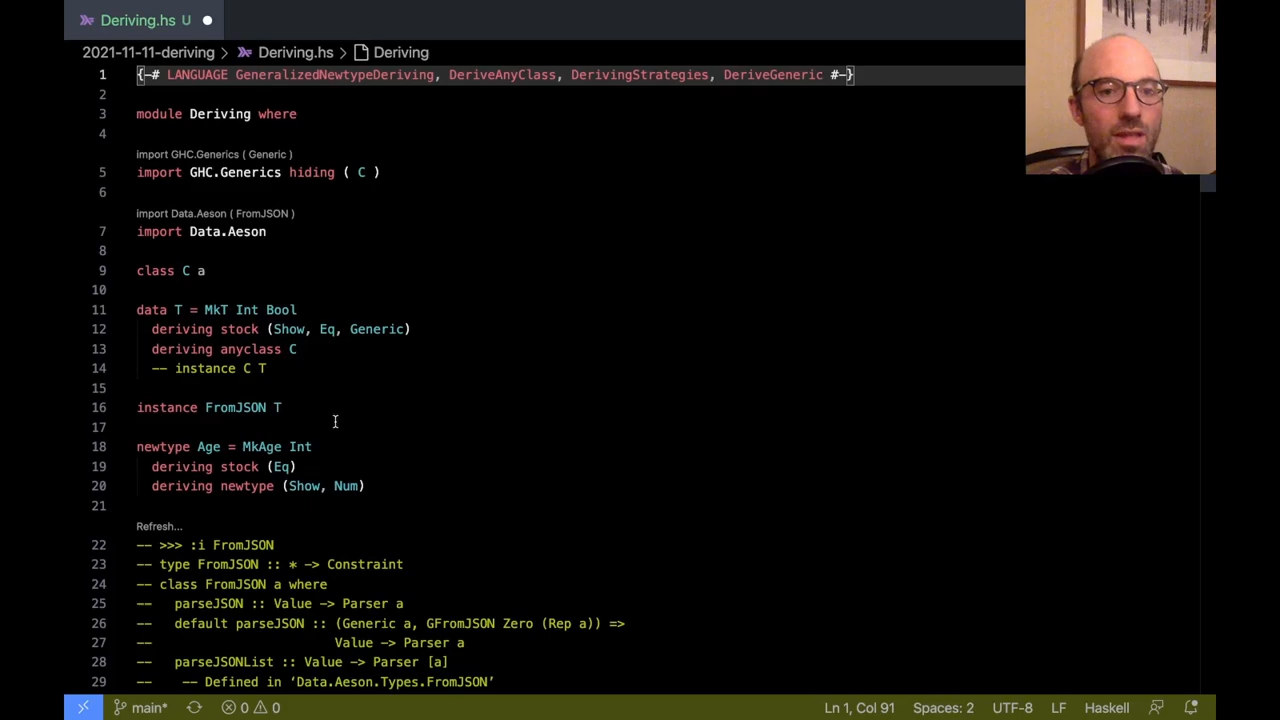 Deriving.hs U
2021-11-11-deriving > Deriving.hs > Deriving
1 {-# LANGUAGE GeneralizedNewtypeDeriving, DeriveAnyClass, DerivingStrategies, DeriveGeneric #-}
2
3 module Deriving where
4
import GHC.Generics ( Generic )
5 import GHC.Generics hiding ( C )
6
import Data.Aeson ( FromJSON )
7 import Data.Aeson
8
9 class C a
10
11 data T = MkT Int Bool
12 deriving stock (Show, Eq, Generic)
13 deriving anyclass C
14 -- instance C T
15
16 instance FromJSON T
17
18 newtype Age = MkAge Int
19 deriving stock (Eq)
20 deriving newtype (Show, Num)
21
Refresh...
22 -- >>> :i FromJSON
23 -- type FromJSON :: * -> Constraint
24 -- class FromJSON a where
25 -- parseJSON :: Value -> Parser a
26 -- default parseJSON :: (Generic a, GFromJSON Zero (Rep a)) =>
27 -- Value -> Parser a
28 -- parseJSONList :: Value -> Parser [a]
29 -- -- Defined in ‘Data.Aeson.Types.FromJSON’
main* 0 0 Ln 1, Col 91 Spaces: 2 UTF-8 LF Haskell